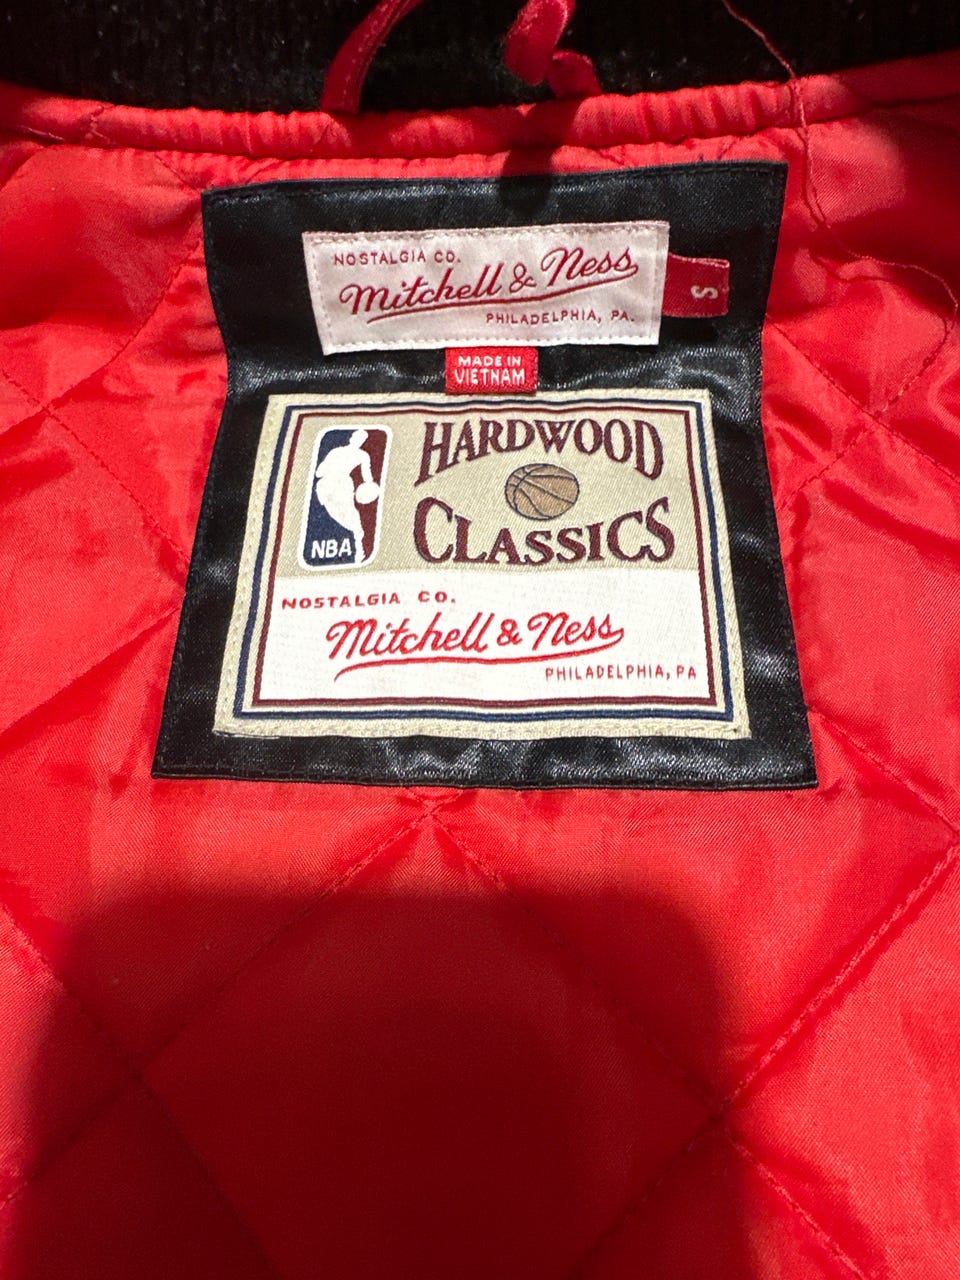 NOSTALGIA CO.
Mitchell & Ness
PHILADELPHIA, PA.
S
MADE IN
VIETNAM
HARDWOOD
CLASSICS
NBA
NOSTALGIA CO.
Mitchell & Ness
PHILADELPHIA, PA